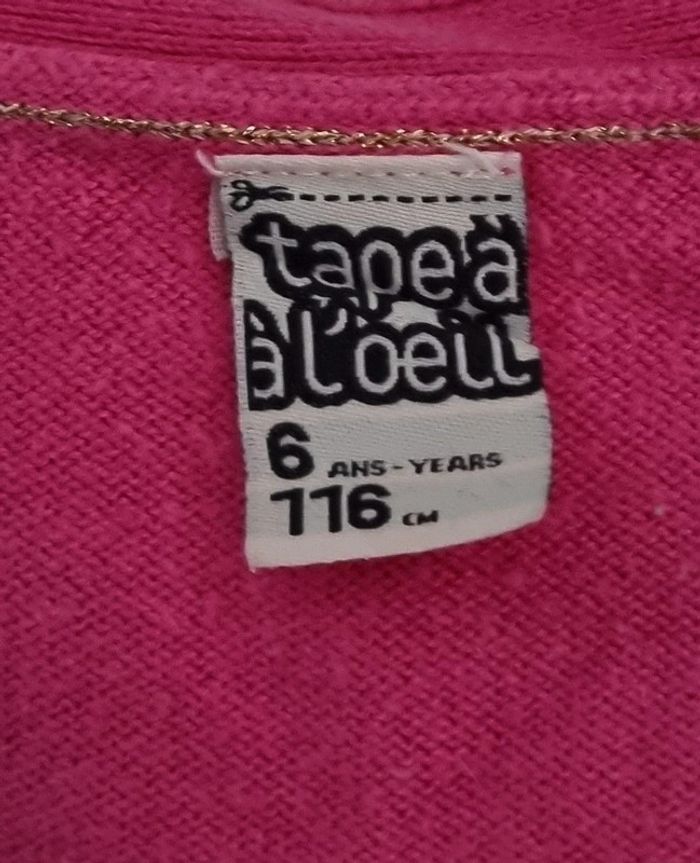 tape à
à l'oeil
6 ANS-YEARS
116 CM